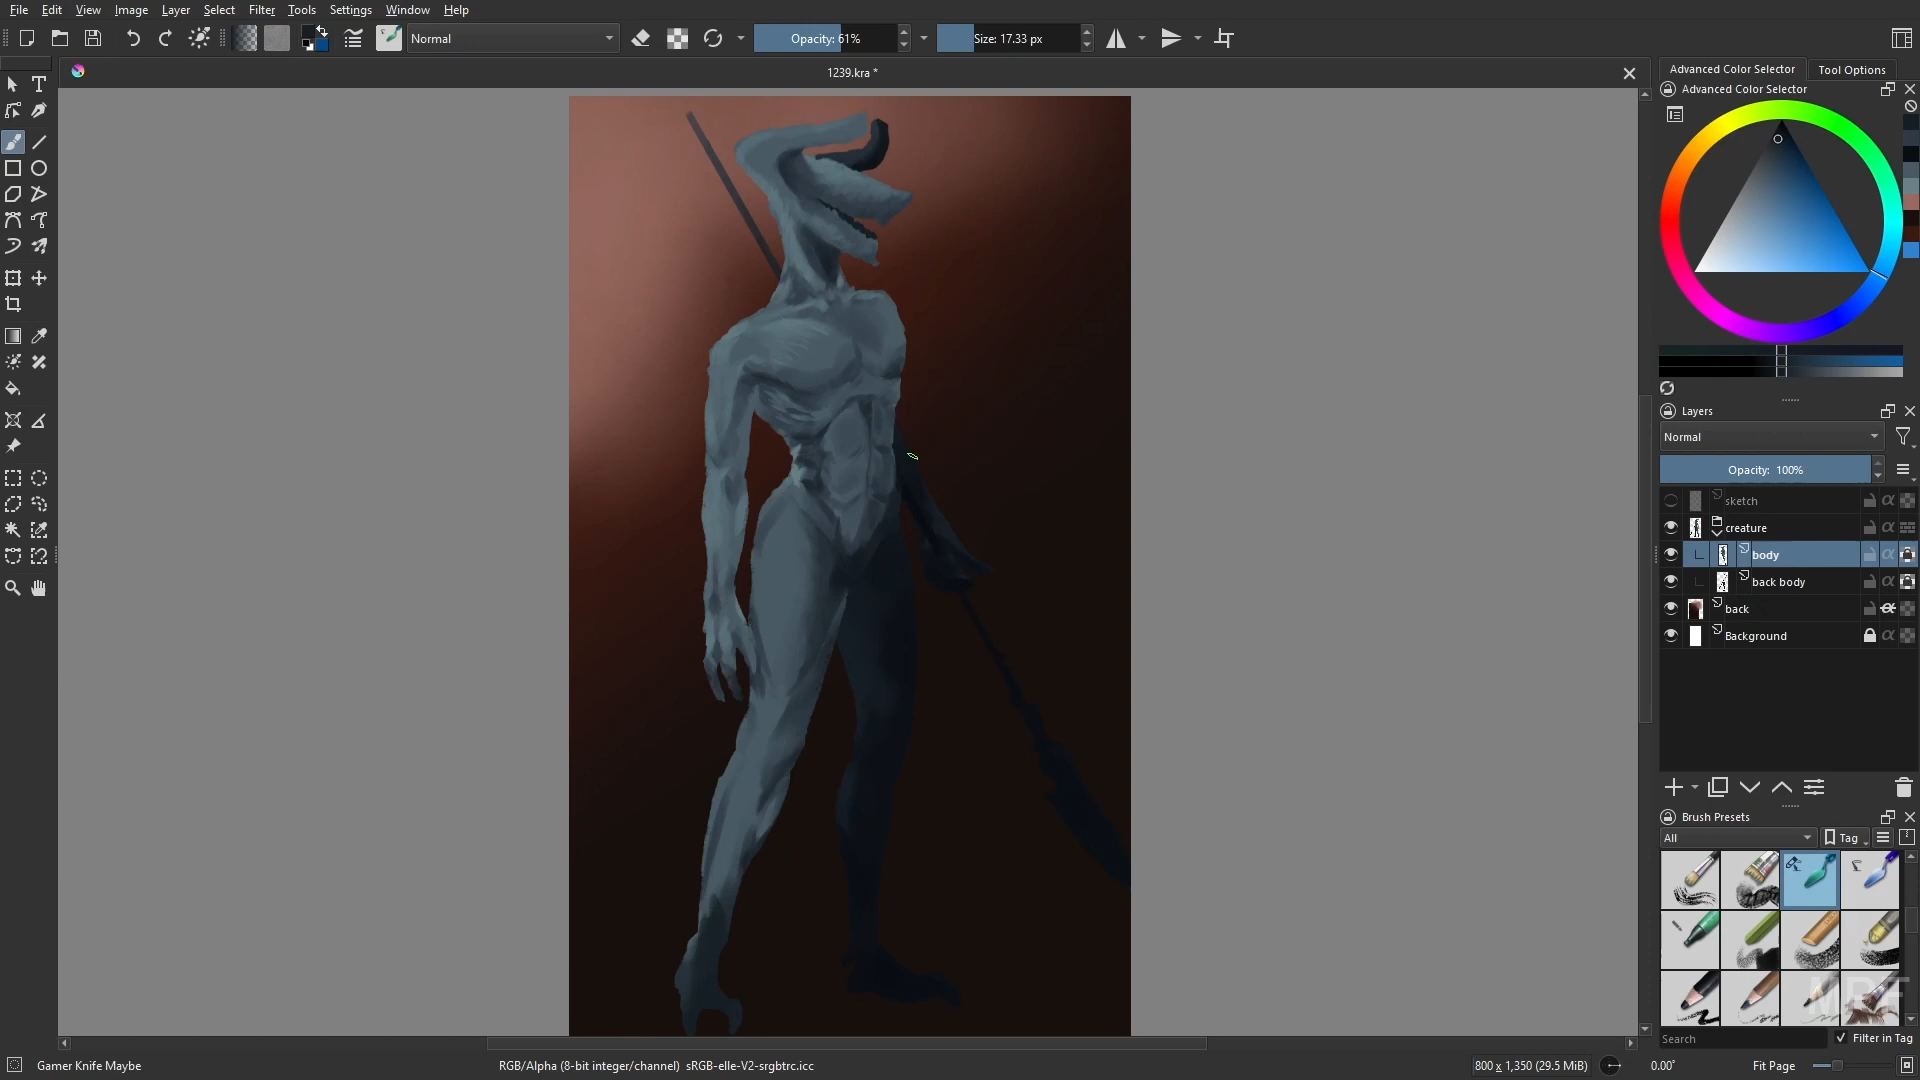 File Edit View Image Layer Select Filter Tools Settings Window Help
Normal
Opacity: 61%
Size: 17.33 px
1239.kra *
Advanced Color Selector
Tool Options
Advanced Color Selector
Layers
Normal
Opacity: 100%
sketch
creature
body
back body
back
Background
Brush Presets
All
Tag
Search
Filter in Tag
Gamer Knife Maybe
RGB/Alpha (8-bit integer/channel) sRGB-elle-V2-srgbtrc.icc
800 x 1,350 (29.5 MiB)
0.00°
Fit Page